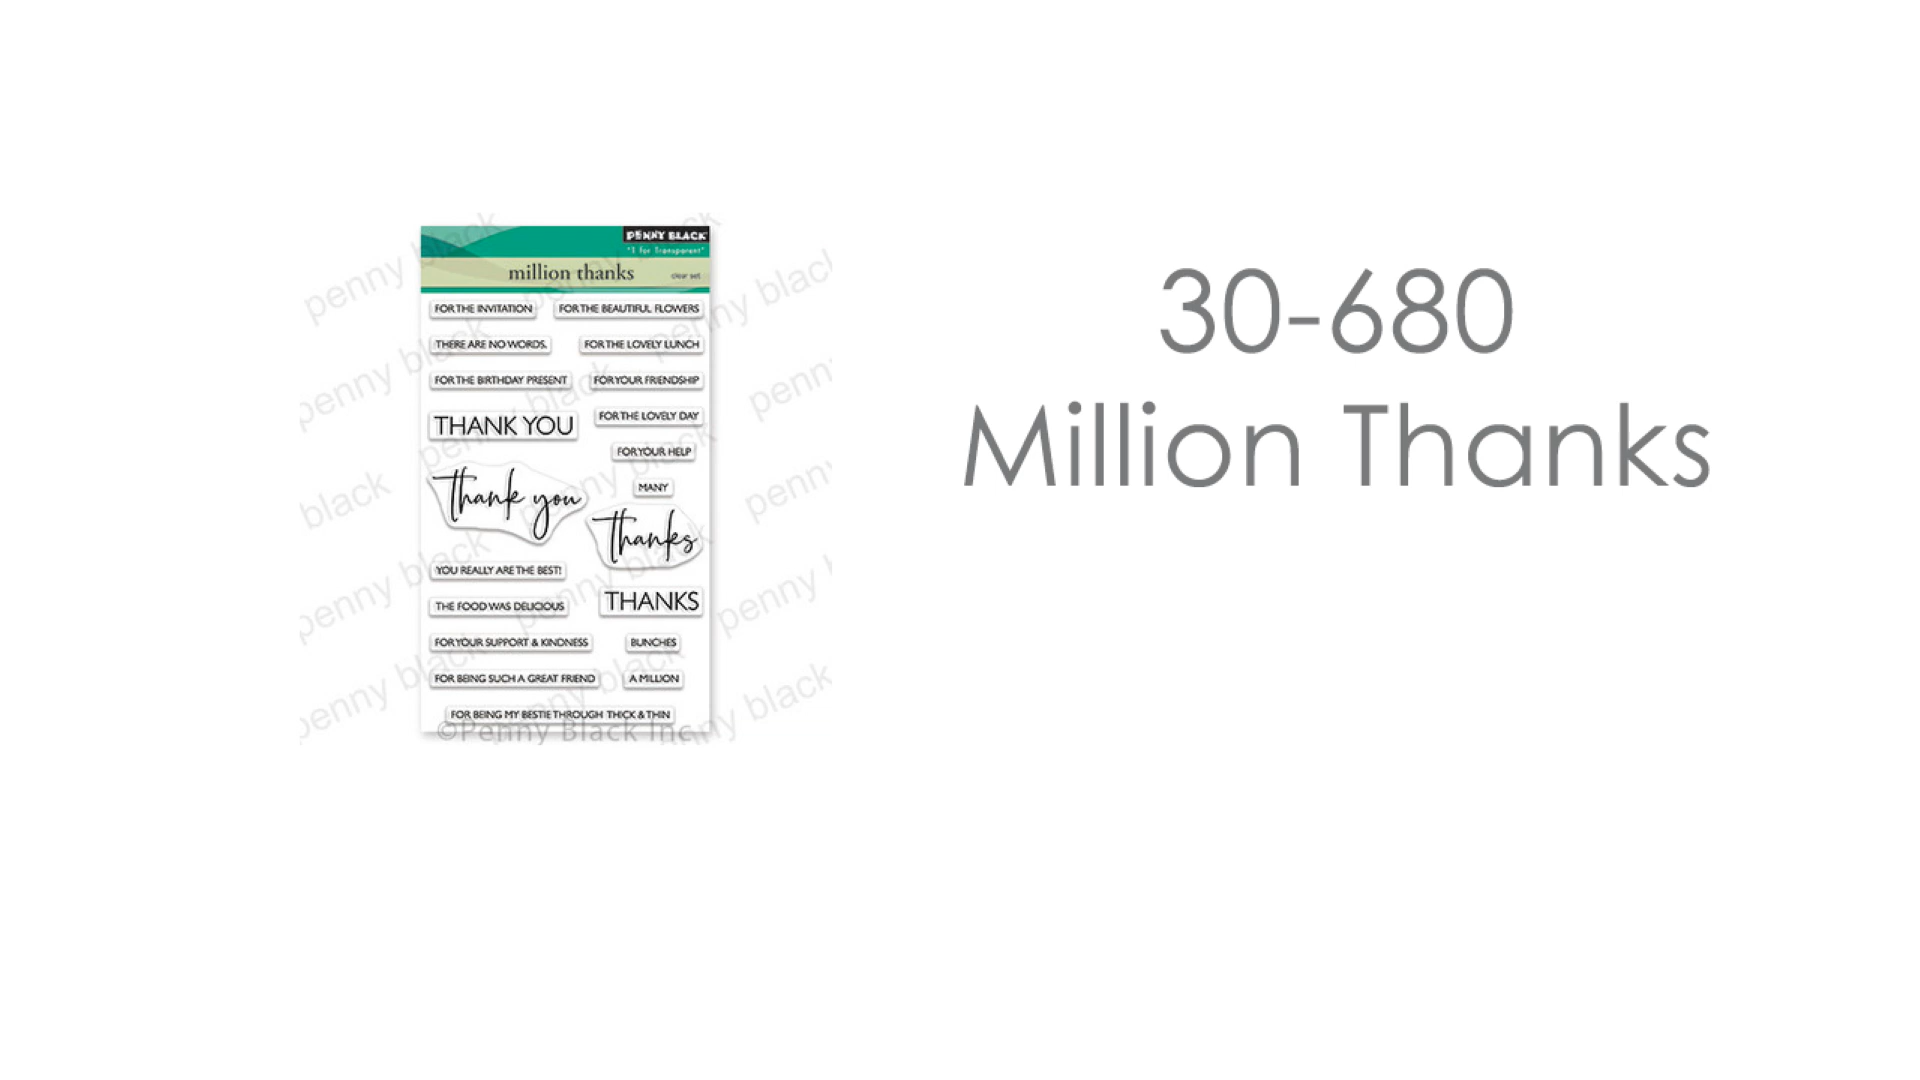 PENNY BLACK
"T for Transparent"
million thanks
clear set
FOR THE INVITATION
FOR THE BEAUTIFUL FLOWERS
THERE ARE NO WORDS.
FOR THE LOVELY LUNCH
FOR THE BIRTHDAY PRESENT
FOR YOUR FRIENDSHIP
THANK YOU
FOR THE LOVELY DAY
FOR YOUR HELP
thank you
MANY
thanks
YOU REALLY ARE THE BEST!
THE FOOD WAS DELICIOUS
THANKS
FOR YOUR SUPPORT & KINDNESS
BUNCHES
FOR BEING SUCH A GREAT FRIEND
A MILLION
FOR BEING MY BESTIE THROUGH THICK & THIN
©Penny Black Inc.
penny black
30-680
Million Thanks